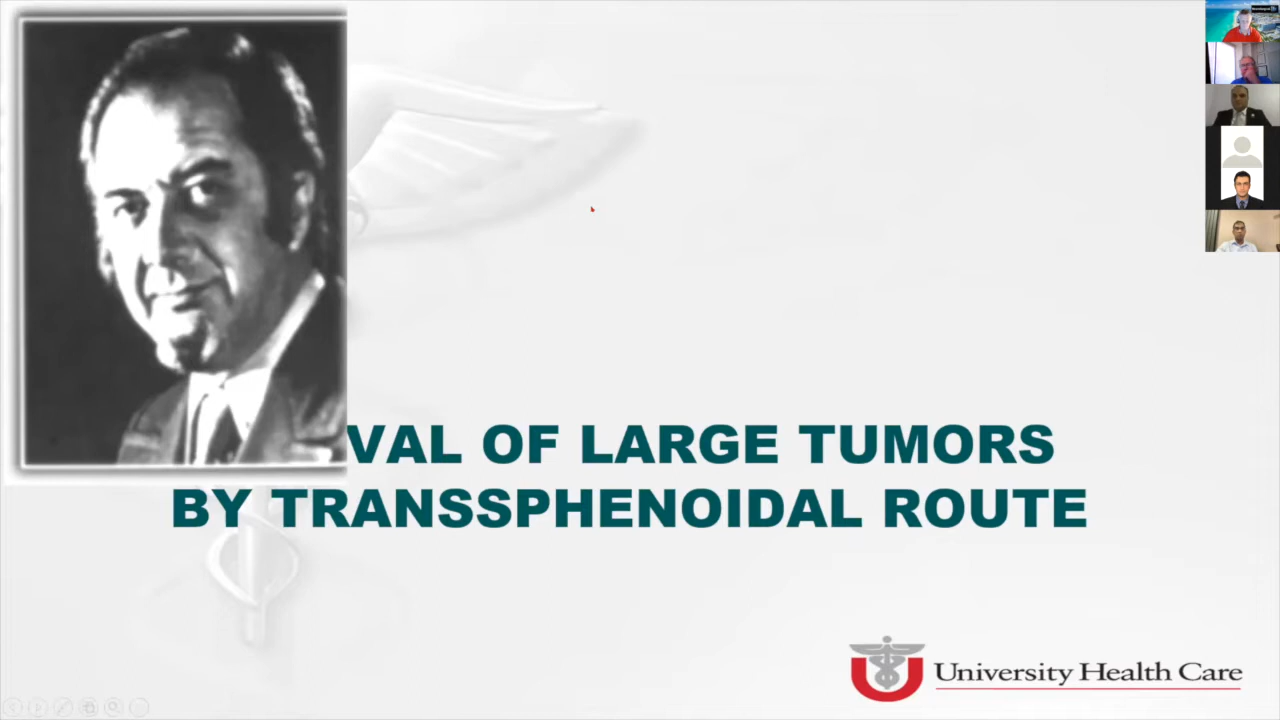 VAL OF LARGE TUMORS
BY TRANSSPHENOIDAL ROUTE
University Health Care